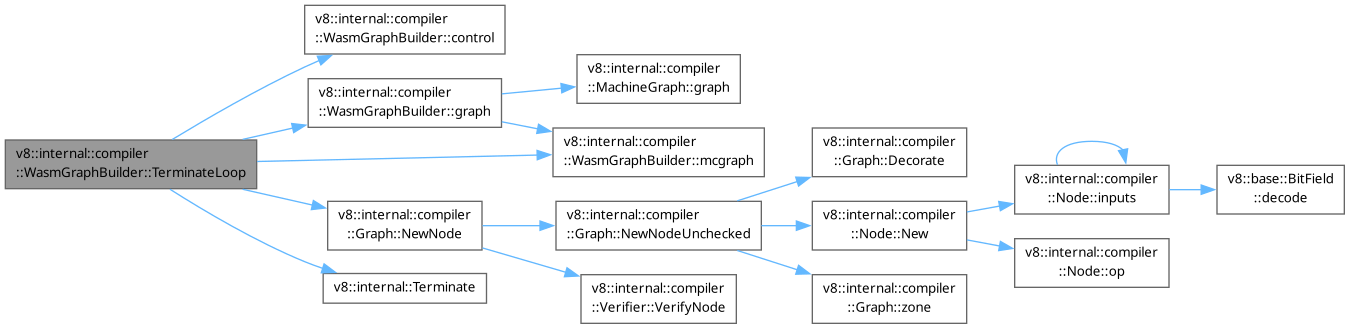 v8::internal::compiler
::WasmGraphBuilder::TerminateLoop
v8::internal::compiler
::WasmGraphBuilder::control
v8::internal::compiler
::WasmGraphBuilder::graph
v8::internal::compiler
::MachineGraph::graph
v8::internal::compiler
::WasmGraphBuilder::mcgraph
v8::internal::compiler
::Graph::NewNode
v8::internal::compiler
::Graph::NewNodeUnchecked
v8::internal::compiler
::Graph::Decorate
v8::internal::compiler
::Node::New
v8::internal::compiler
::Node::inputs
v8::base::BitField
::decode
v8::internal::compiler
::Node::op
v8::internal::compiler
::Graph::zone
v8::internal::compiler
::Verifier::VerifyNode
v8::internal::Terminate